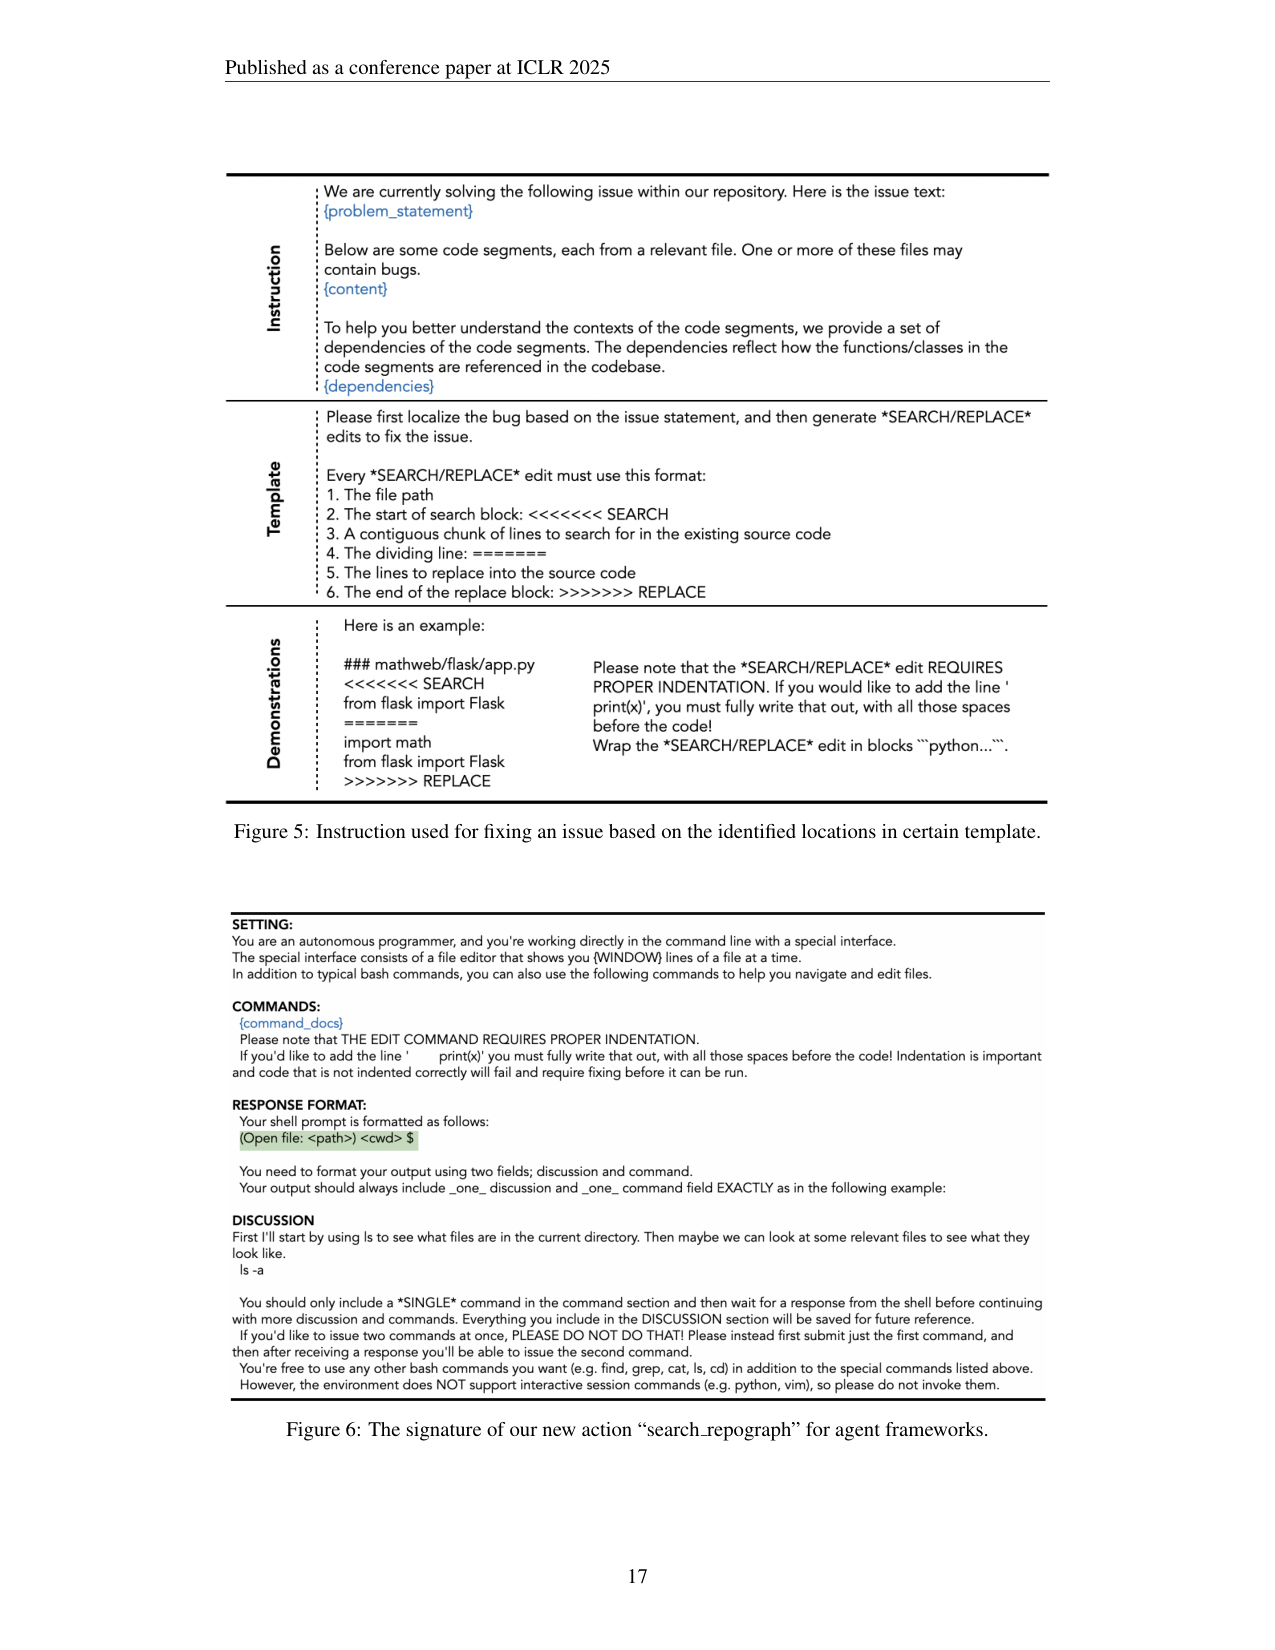 Published as a conference paper at ICLR 2025
Instruction
We are currently solving the following issue within our repository. Here is the issue text:
{problem_statement}
Below are some code segments, each from a relevant file. One or more of these files may
contain bugs.
{content}
To help you better understand the contexts of the code segments, we provide a set of
dependencies of the code segments. The dependencies reflect how the functions/classes in the
code segments are referenced in the codebase.
{dependencies}
Template
Please first localize the bug based on the issue statement, and then generate *SEARCH/REPLACE*
edits to fix the issue.
Every *SEARCH/REPLACE* edit must use this format:
1. The file path
2. The start of search block: <<<<<<< SEARCH
3. A contiguous chunk of lines to search for in the existing source code
4. The dividing line: =======
5. The lines to replace into the source code
6. The end of the replace block: >>>>>>> REPLACE
Demonstrations
Here is an example:
### mathweb/flask/app.py
<<<<<<< SEARCH
from flask import Flask
=======
import math
from flask import Flask
>>>>>>> REPLACE
Please note that the *SEARCH/REPLACE* edit REQUIRES
PROPER INDENTATION. If you would like to add the line '
print(x)', you must fully write that out, with all those spaces
before the code!
Wrap the *SEARCH/REPLACE* edit in blocks ```python...```.
Figure 5: Instruction used for fixing an issue based on the identified locations in certain template.
SETTING:
You are an autonomous programmer, and you're working directly in the command line with a special interface.
The special interface consists of a file editor that shows you {WINDOW} lines of a file at a time.
In addition to typical bash commands, you can also use the following commands to help you navigate and edit files.
COMMANDS:
{command_docs}
Please note that THE EDIT COMMAND REQUIRES PROPER INDENTATION.
If you'd like to add the line '        print(x)' you must fully write that out, with all those spaces before the code! Indentation is important
and code that is not indented correctly will fail and require fixing before it can be run.
RESPONSE FORMAT:
Your shell prompt is formatted as follows:
(Open file: <path>) <cwd> $
You need to format your output using two fields; discussion and command.
Your output should always include _one_ discussion and _one_ command field EXACTLY as in the following example:
DISCUSSION
First I'll start by using ls to see what files are in the current directory. Then maybe we can look at some relevant files to see what they
look like.
ls -a
You should only include a *SINGLE* command in the command section and then wait for a response from the shell before continuing
with more discussion and commands. Everything you include in the DISCUSSION section will be saved for future reference.
If you'd like to issue two commands at once, PLEASE DO NOT DO THAT! Please instead first submit just the first command, and
then after receiving a response you'll be able to issue the second command.
You're free to use any other bash commands you want (e.g. find, grep, cat, ls, cd) in addition to the special commands listed above.
However, the environment does NOT support interactive session commands (e.g. python, vim), so please do not invoke them.
Figure 6: The signature of our new action “search_repograph” for agent frameworks.
17